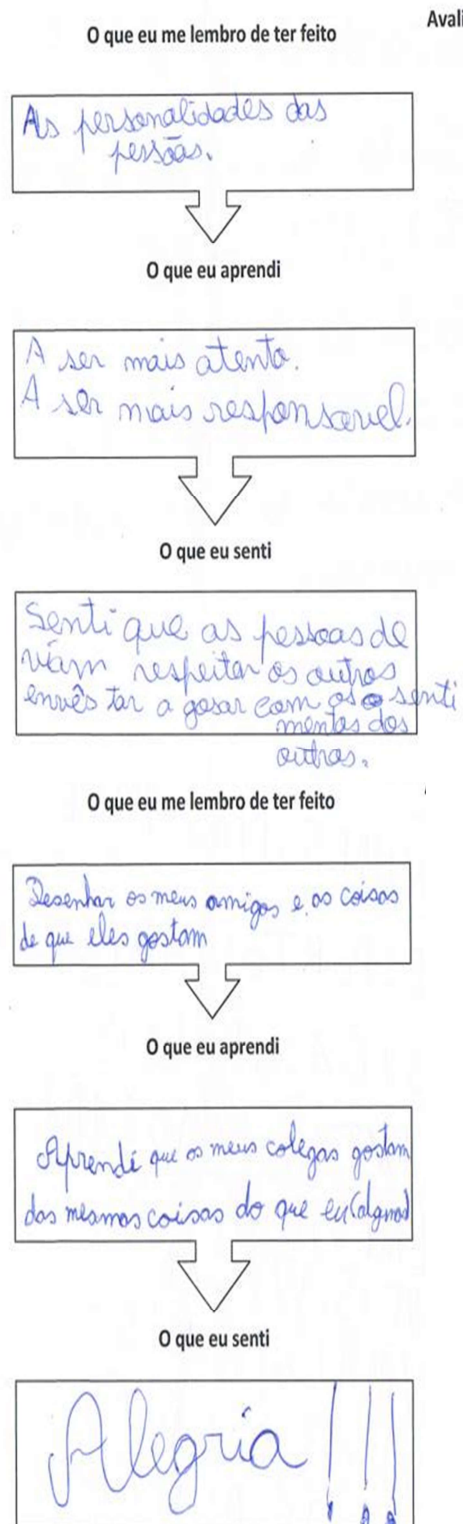 O que eu me lembro de ter feito
Avali
As personalidades das
pessoas.
O que eu aprendi
A ser mais atento.
A ser mais responsavel.
O que eu senti
Senti que as pessoas de
viam respeitar os outros
envês tar a gosar com os senti
mentos dos
outros.
O que eu me lembro de ter feito
Desenhar os meus amigos e as coisas
de que eles gostam
O que eu aprendi
Aprendi que os meus colegas gostam
das mesmas coisas do que eu (algumas)
O que eu senti
Alegria !!!